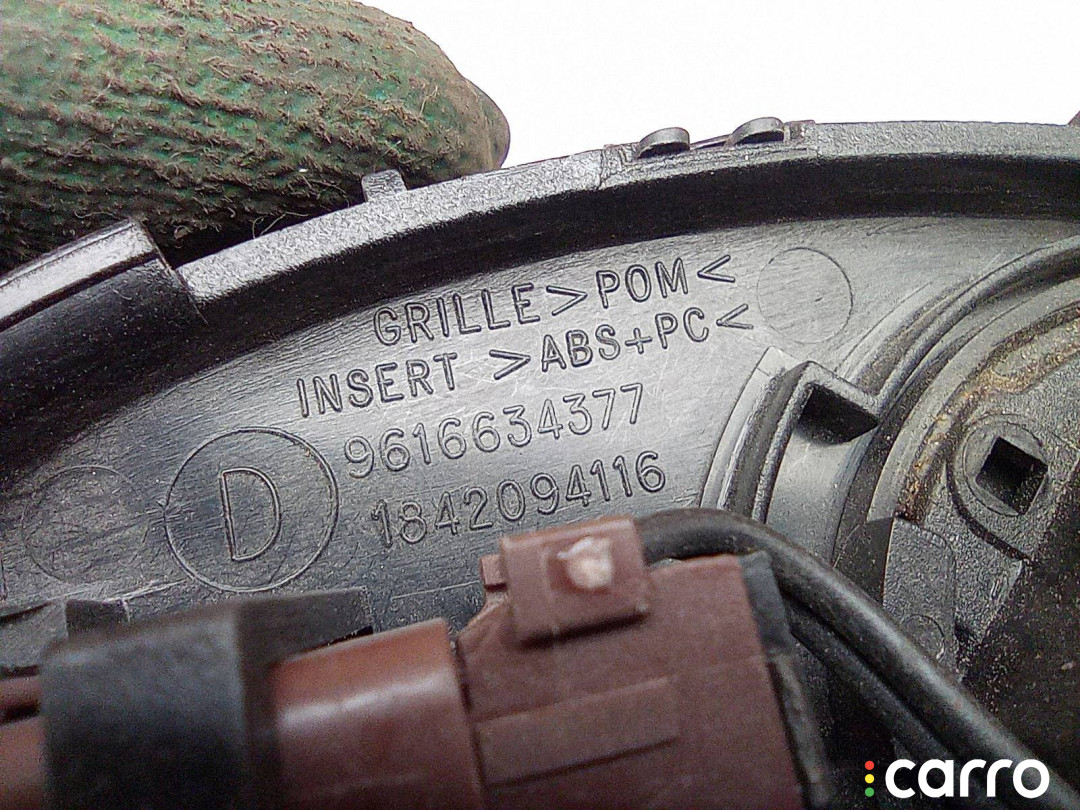 GRILLE>POM<
INSERT >ABS+PC<
9616634377
D
1842094116
carro